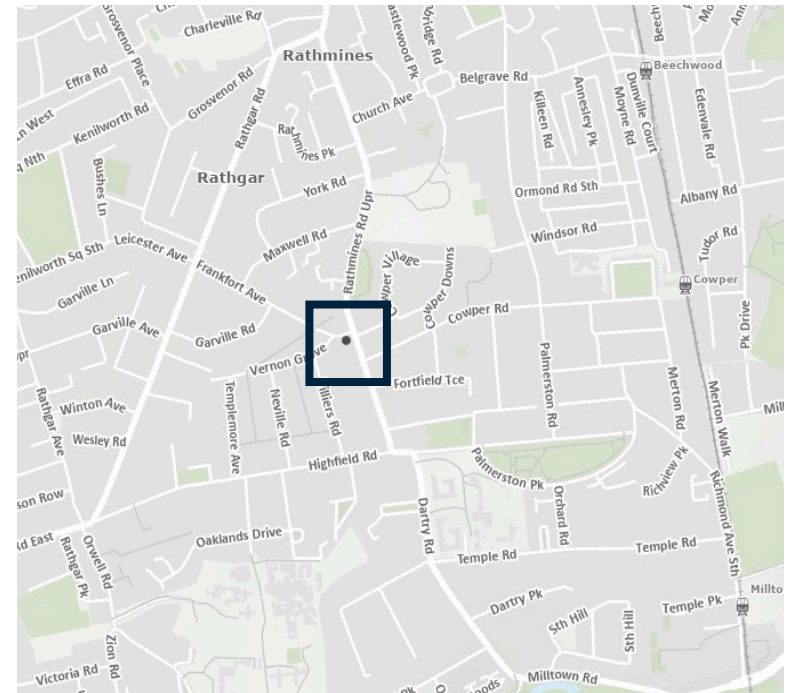 Charleville Rd
Grosvenor Place
Rathmines
Beechwood
Effra Rd
Grosvenor Rd
Belgrave Rd
Church Ave
Kenilworth Rd
Rathgar Rd
Killeen Rd
Annesley Pk
Moyne Rd
Dunville Court
Edenvale Rd
Rathmines Pk
Bushes Ln
Rathgar
York Rd
Rathmines Rd Upr
Ormond Rd Sth
Albany Rd
Leicester Ave
Maxwell Rd
Windsor Rd
Tudor Rd
Frankfort Ave
Cowper Village
Cowper Downs
Cowper
Garville Ln
Garville Ave
Garville Rd
Cowper Rd
Pk Drive
Vernon Grove
Palmerston Rd
Fortfield Tce
Templemore Ave
Neville Rd
illiers Rd
Merton Rd
Merton Walk
Rathgar Ave
Winton Ave
Wesley Rd
Highfield Rd
Palmerston Pk
Richview Pk
Richmond Ave Sth
Orchard Rd
Dartry Rd
Oaklands Drive
Orwell Rd
Rathgar Pk
Temple Rd
Temple Rd
Dartry Pk
Sth Hill
Sth Hill
Temple Pk
Zion Rd
Victoria Rd
Milltown Rd